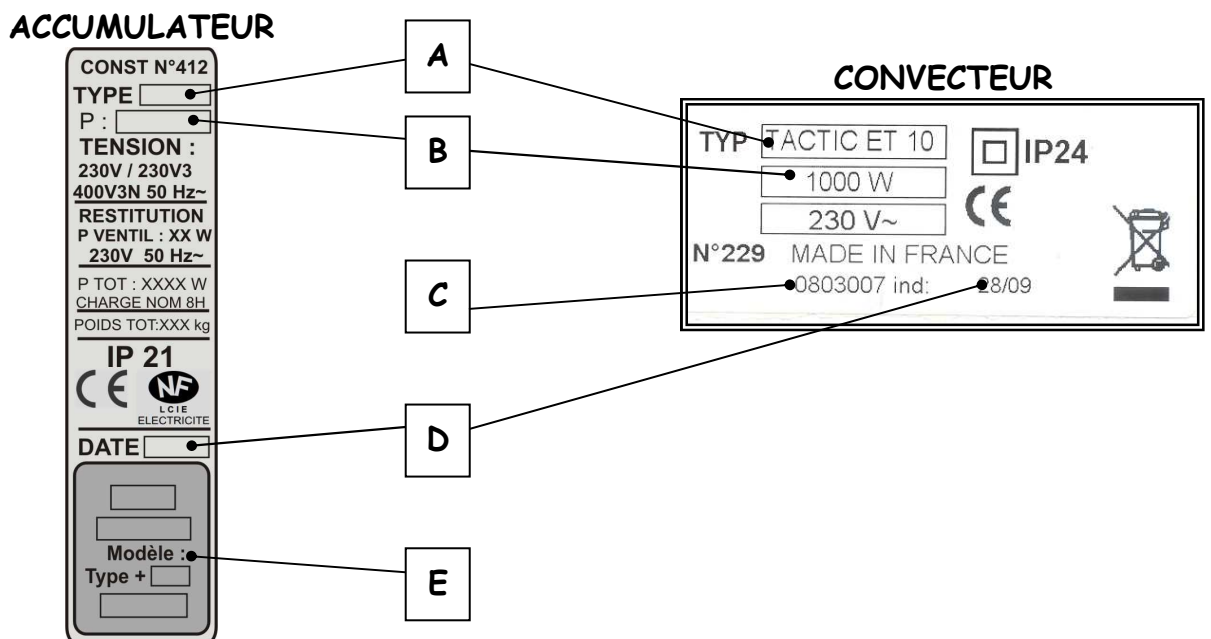 ACCUMULATEUR
CONST N°412
TYPE
P :
TENSION :
230V / 230V3
400V3N 50 Hz~
RESTITUTION
P VENTIL : XX W
230V 50 Hz~
P TOT : XXXX W
CHARGE NOM 8H
POIDS TOT:XXX kg
IP 21
CE NF
LCIE
ELECTRICITE
DATE
Modèle :
Type +
A
B
C
D
E
CONVECTEUR
TYP TACTIC ET 10 IP24
1000 W
CE
230 V~
N°229 MADE IN FRANCE
0803007 ind: 28/09